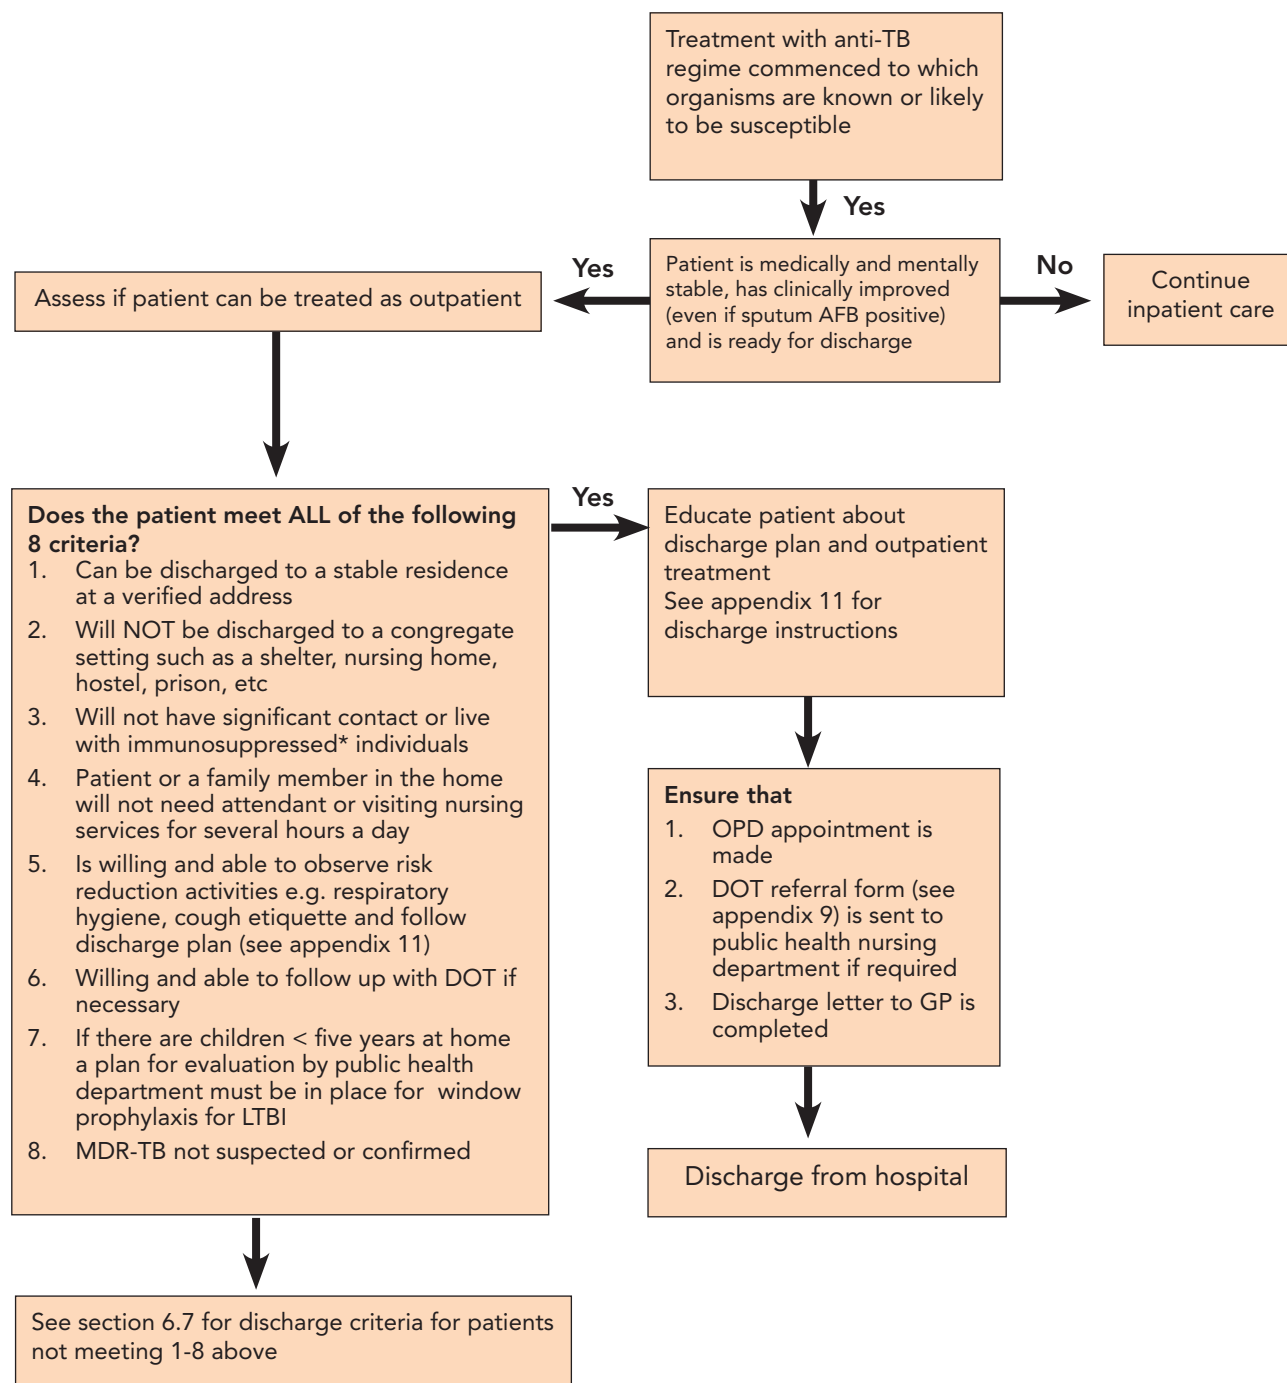 Treatment with anti-TB
regime commenced to which
organisms are known or likely
to be susceptible
Yes
Patient is medically and mentally
stable, has clinically improved
(even if sputum AFB positive)
and is ready for discharge
No
Continue
inpatient care
Yes
Assess if patient can be treated as outpatient
Does the patient meet ALL of the following
8 criteria?
1. Can be discharged to a stable residence
at a verified address
2. Will NOT be discharged to a congregate
setting such as a shelter, nursing home,
hostel, prison, etc
3. Will not have significant contact or live
with immunosuppressed* individuals
4. Patient or a family member in the home
will not need attendant or visiting nursing
services for several hours a day
5. Is willing and able to observe risk
reduction activities e.g. respiratory
hygiene, cough etiquette and follow
discharge plan (see appendix 11)
6. Willing and able to follow up with DOT if
necessary
7. If there are children < five years at home
a plan for evaluation by public health
department must be in place for window
prophylaxis for LTBI
8. MDR-TB not suspected or confirmed
Yes
Educate patient about
discharge plan and outpatient
treatment
See appendix 11 for
discharge instructions
Ensure that
1. OPD appointment is
made
2. DOT referral form (see
appendix 9) is sent to
public health nursing
department if required
3. Discharge letter to GP is
completed
Discharge from hospital
See section 6.7 for discharge criteria for patients
not meeting 1-8 above